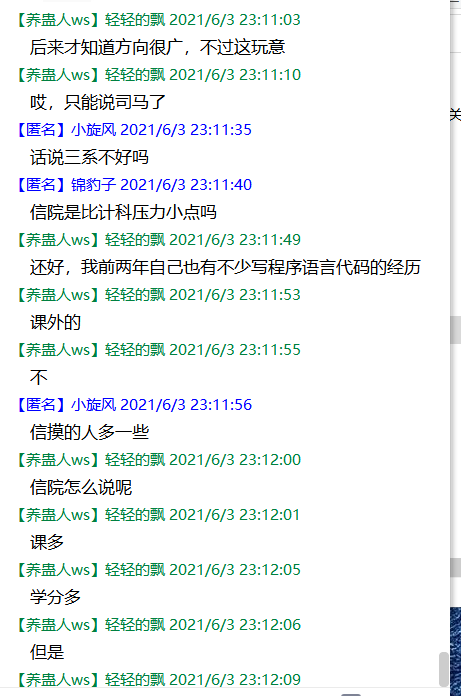 【养蛊人ws】轻轻的飘 2021/6/3 23:11:03
后来才知道方向很广，不过这玩意
【养蛊人ws】轻轻的飘 2021/6/3 23:11:10
哎，只能说司马了
【匿名】小旋风 2021/6/3 23:11:35
话说三系不好吗
【匿名】锦豹子 2021/6/3 23:11:40
信院是比计科压力小点吗
【养蛊人ws】轻轻的飘 2021/6/3 23:11:49
还好，我前两年自己也有不少写程序语言代码的经历
【养蛊人ws】轻轻的飘 2021/6/3 23:11:53
课外的
【养蛊人ws】轻轻的飘 2021/6/3 23:11:55
不
【匿名】小旋风 2021/6/3 23:11:56
信摸的人多一些
【养蛊人ws】轻轻的飘 2021/6/3 23:12:00
信院怎么说呢
【养蛊人ws】轻轻的飘 2021/6/3 23:12:01
课多
【养蛊人ws】轻轻的飘 2021/6/3 23:12:05
学分多
【养蛊人ws】轻轻的飘 2021/6/3 23:12:06
但是
【养蛊人ws】轻轻的飘 2021/6/3 23:12:09
关